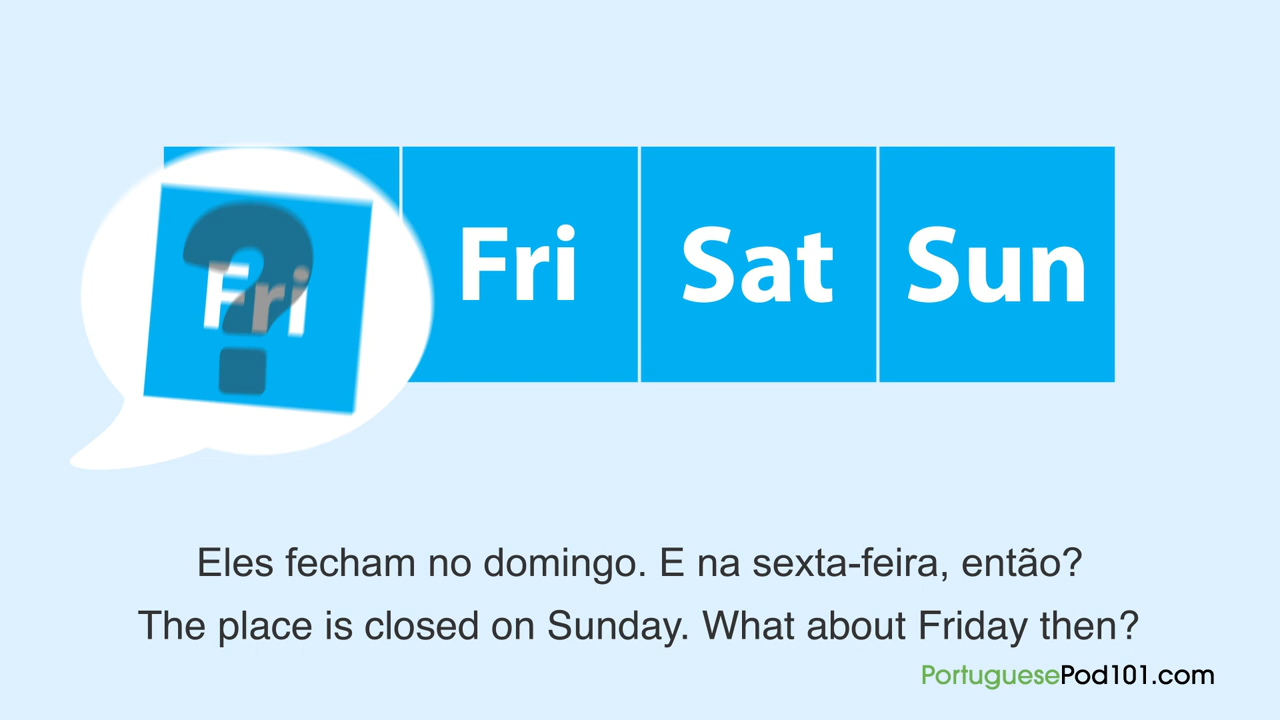 Fri Fri Sat Sun
?
Eles fecham no domingo. E na sexta-feira, então?
The place is closed on Sunday. What about Friday then?
PortuguesePod101.com